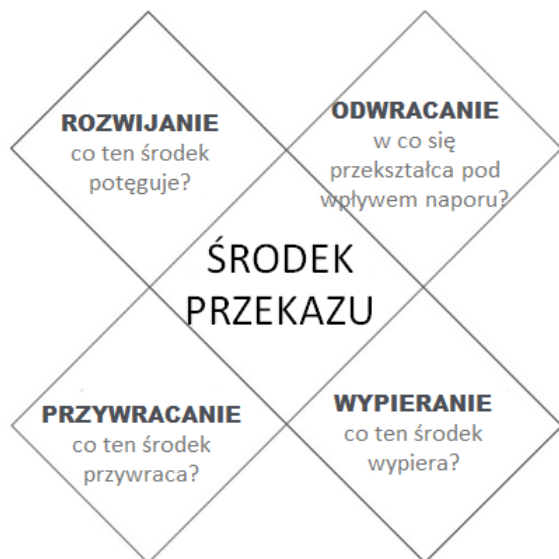 ROZWIJANIE
co ten środek
potęguje?
ODWRACANIE
w co się
przekształca pod
wpływem naporu?
ŚRODEK
PRZEKAZU
PRZYWRACANIE
co ten środek
przywraca?
WYPIERANIE
co ten środek
wypiera?